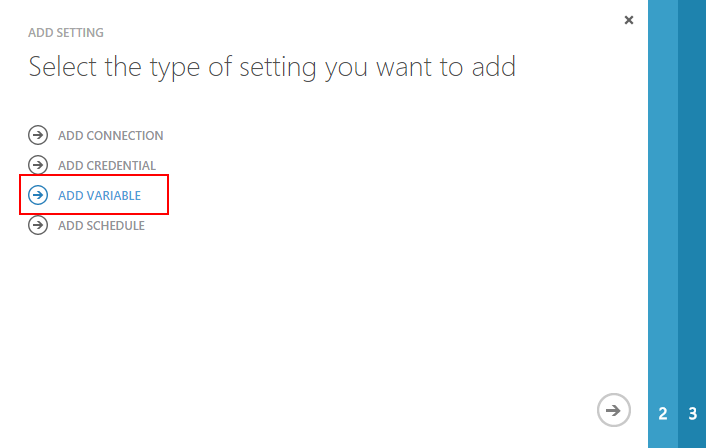 ADD SETTING
Select the type of setting you want to add
ADD CONNECTION
ADD CREDENTIAL
ADD VARIABLE
ADD SCHEDULE
2 3